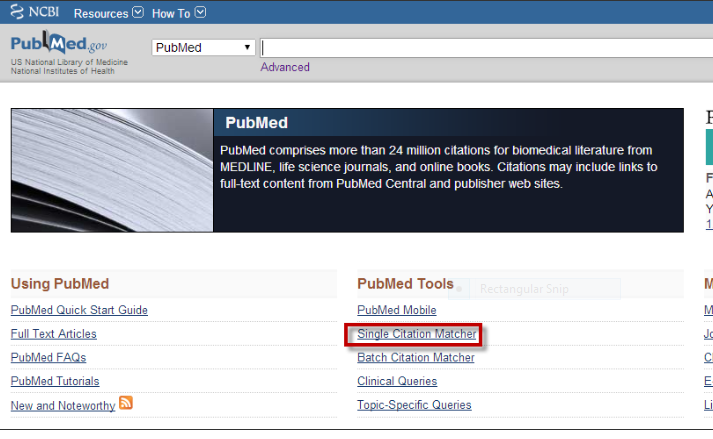 NCBI Resources How To
PubMed.gov
US National Library of Medicine
National Institutes of Health
PubMed
Advanced
PubMed
PubMed comprises more than 24 million citations for biomedical literature from
MEDLINE, life science journals, and online books. Citations may include links to
full-text content from PubMed Central and publisher web sites.
Using PubMed
PubMed Quick Start Guide
Full Text Articles
PubMed FAQs
PubMed Tutorials
New and Noteworthy
PubMed Tools
Rectangular Snip
PubMed Mobile
Single Citation Matcher
Batch Citation Matcher
Clinical Queries
Topic-Specific Queries